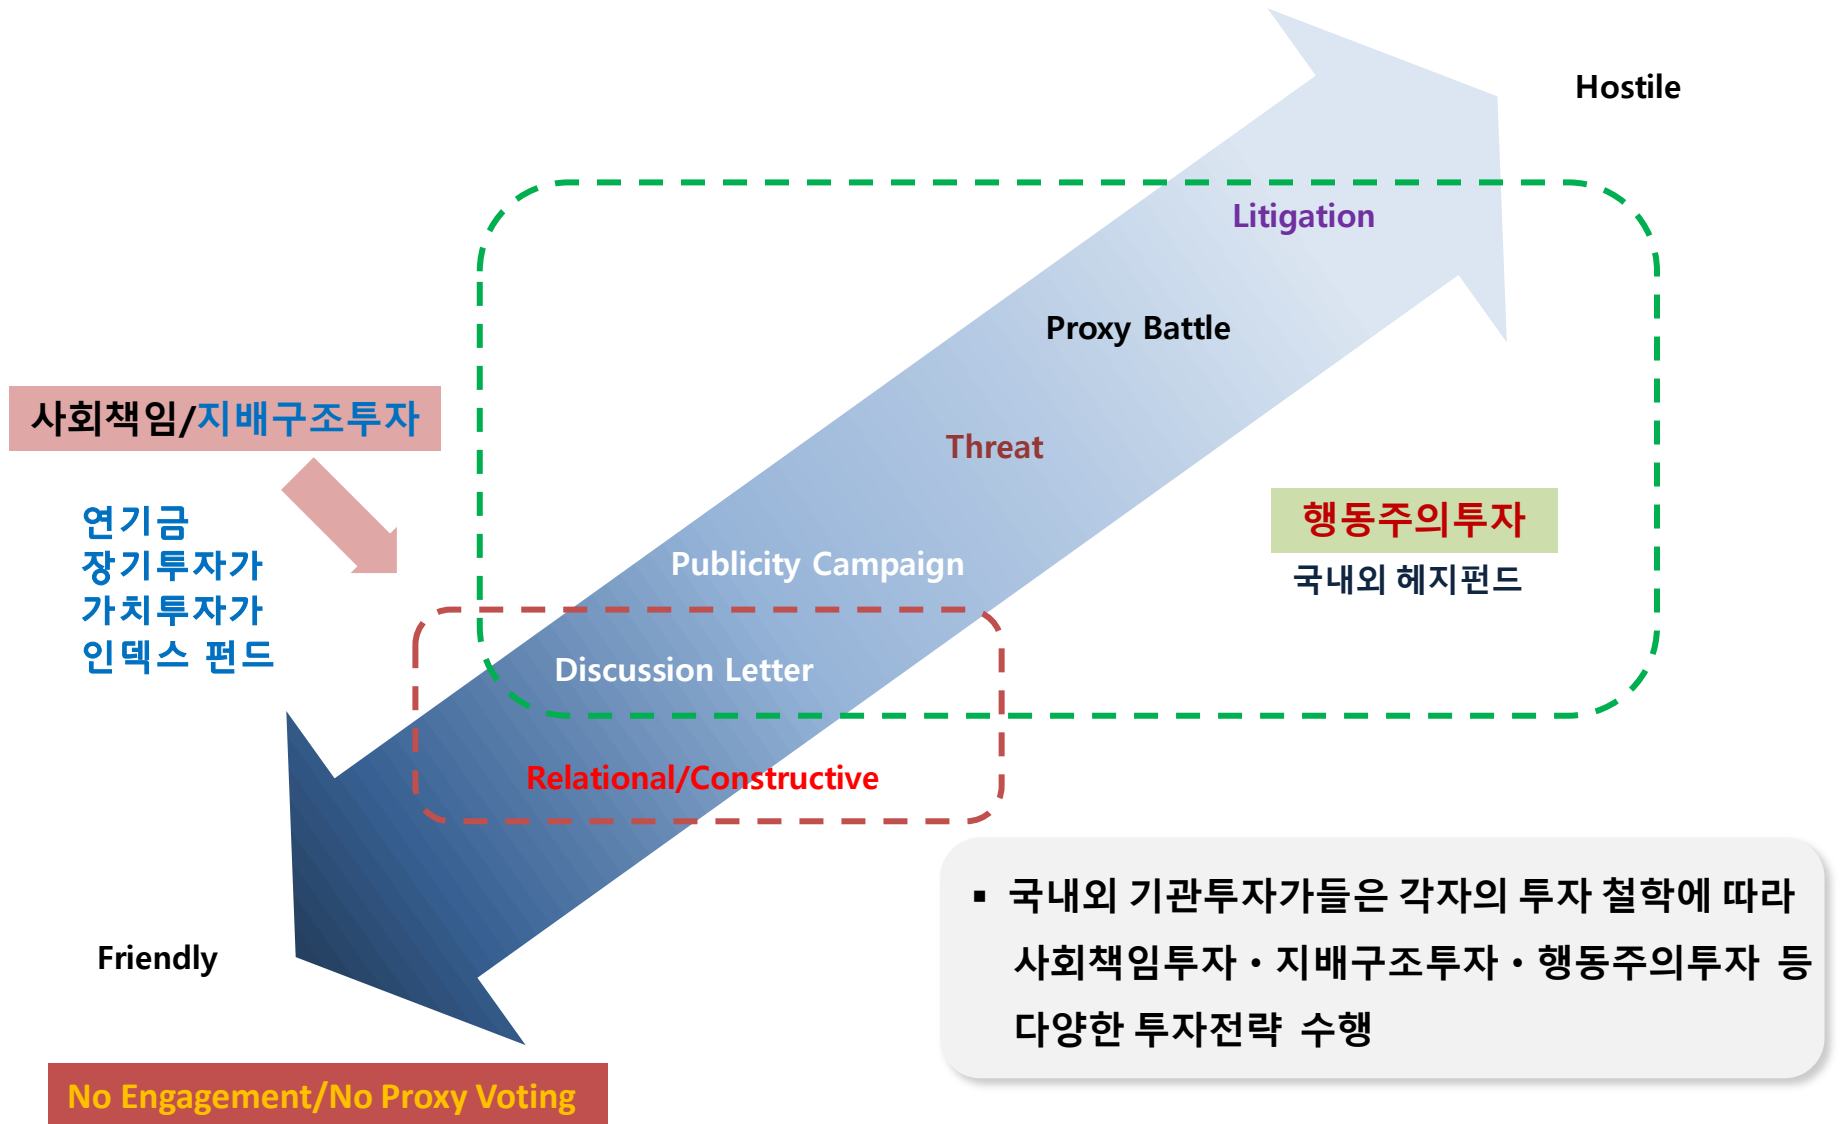 Hostile
Litigation
Proxy Battle
사회책임/지배구조투자
Threat
연기금
장기투자가
가치투자가
인덱스 펀드
행동주의투자
국내외 헤지펀드
Publicity Campaign
Discussion Letter
Relational/Constructive
▪ 국내외 기관투자가들은 각자의 투자 철학에 따라
사회책임투자・지배구조투자・행동주의투자 등
다양한 투자전략 수행
Friendly
No Engagement/No Proxy Voting